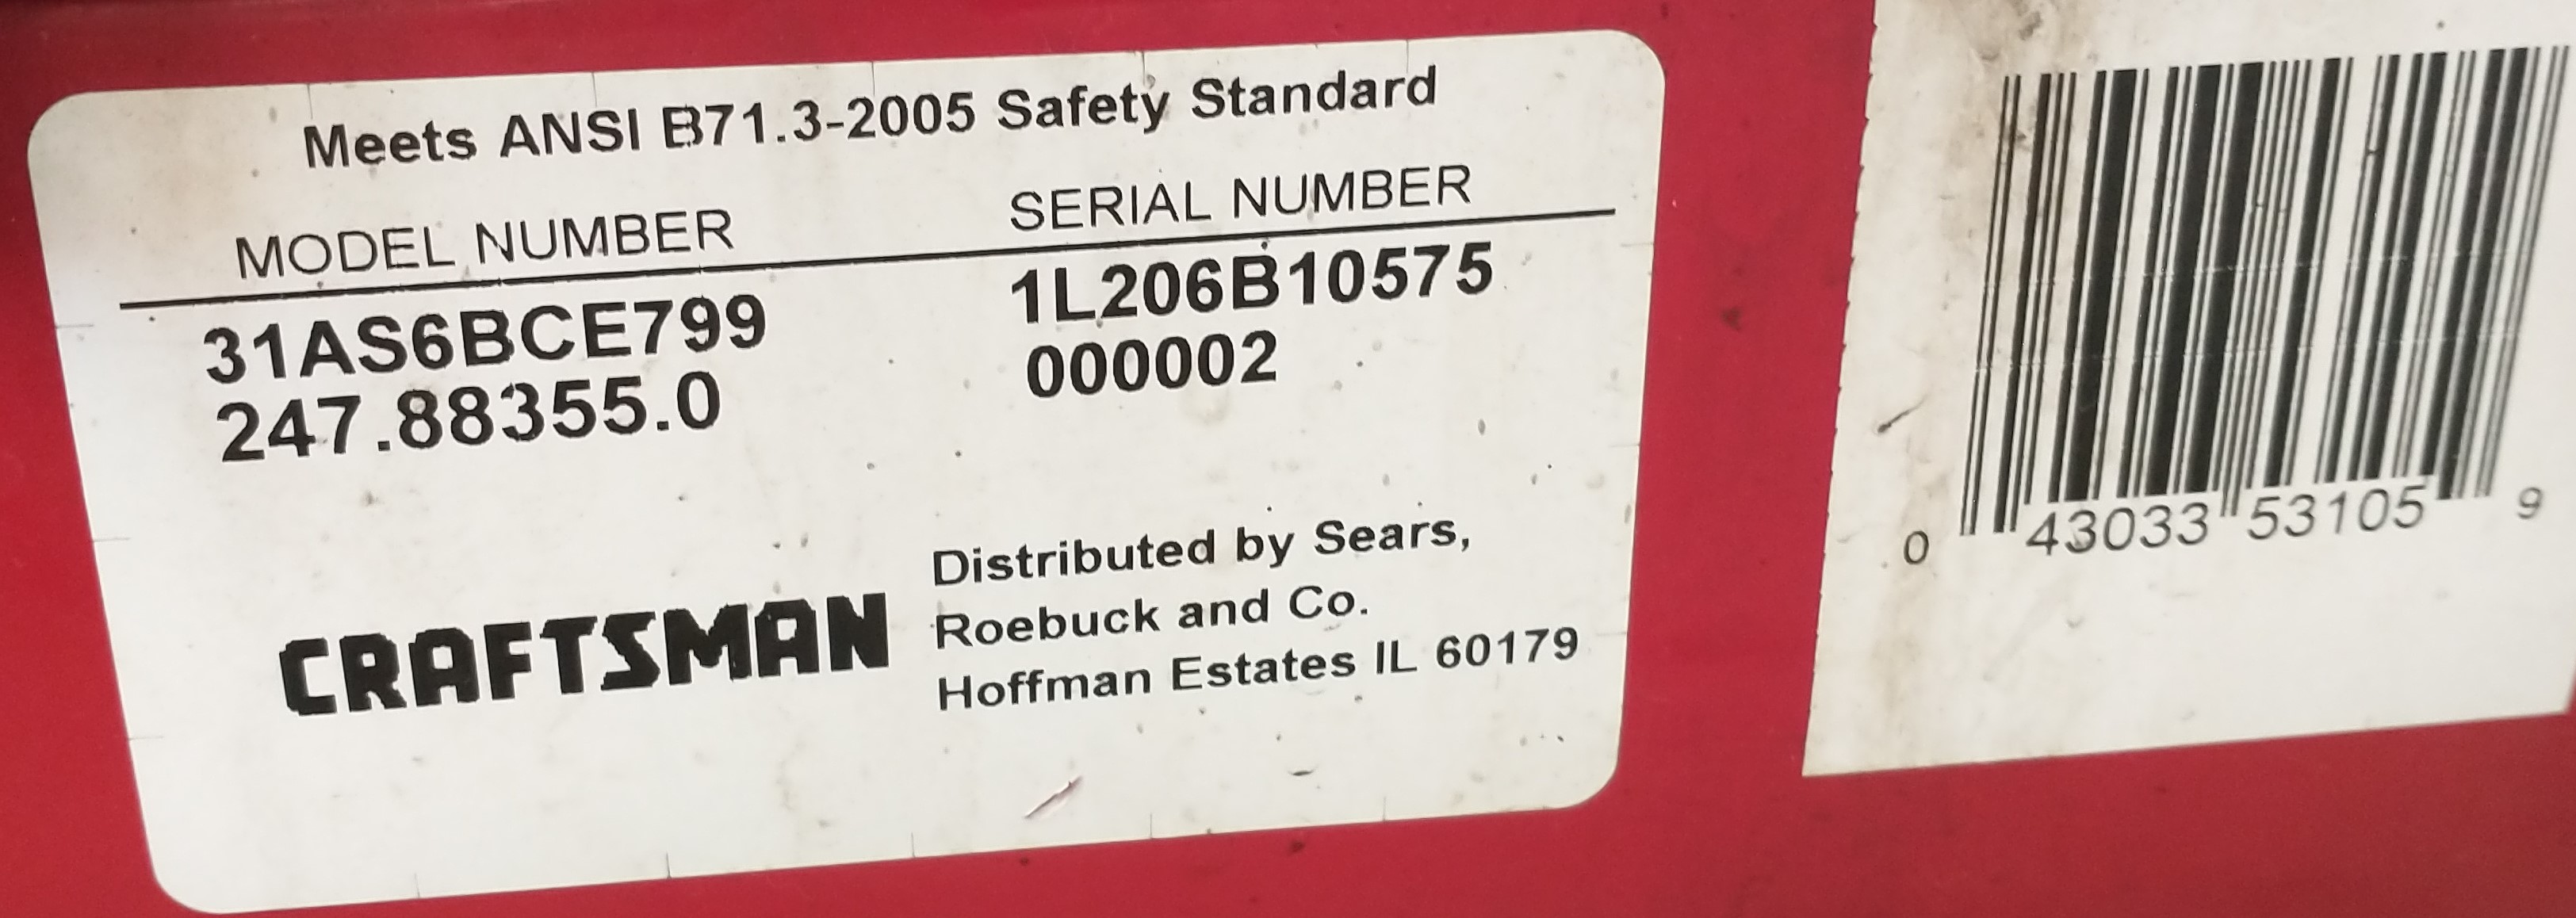 Meets ANSI B71.3-2005 Safety Standard
MODEL NUMBER SERIAL NUMBER
31AS6BCE799 1L206B10575
247.88355.0 000002
CRAFTSMAN
Distributed by Sears,
Roebuck and Co.
Hoffman Estates IL 60179
0 43033 53105 9